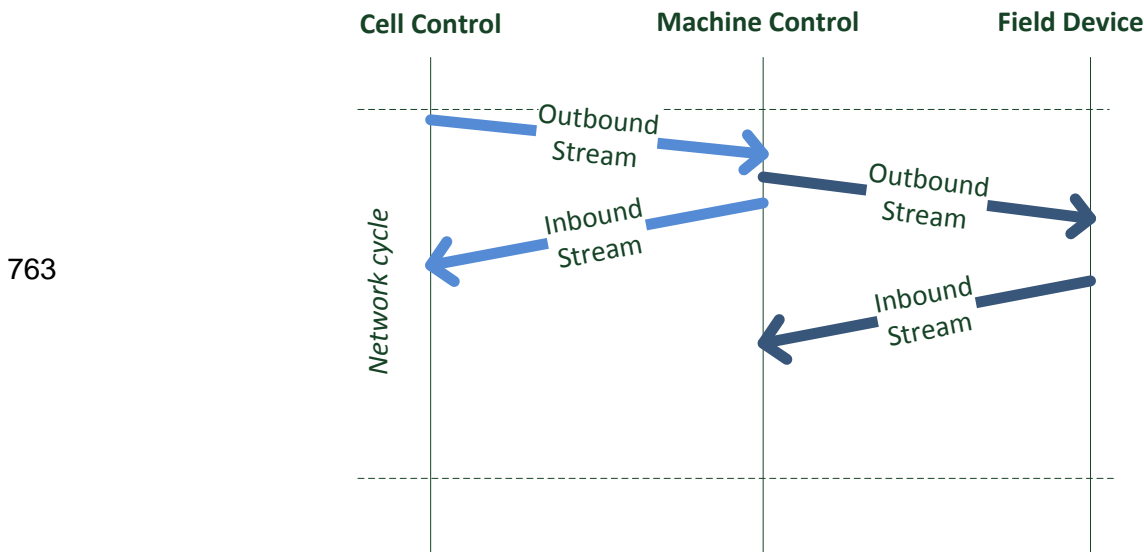 Cell Control
Machine Control
Field Device
Outbound
Stream
Outbound
Stream
Inbound
Stream
Network cycle
763
Inbound
Stream